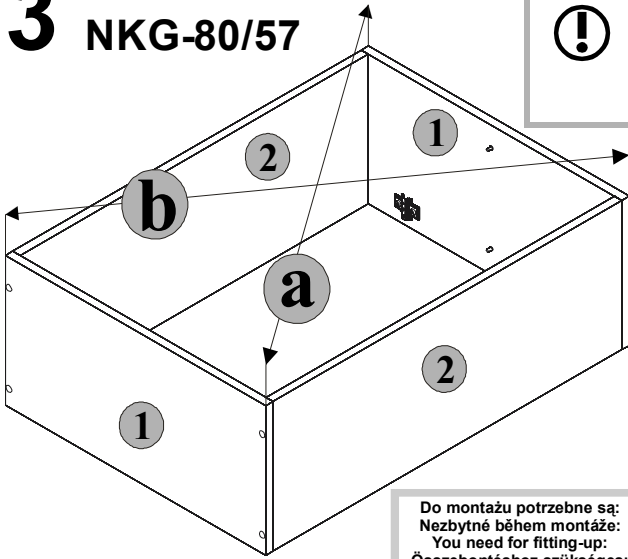 3 NKG-80/57
!
1
2
b
a
2
1
Do montażu potrzebne są:
Nezbytné během montáže:
You need for fitting-up: